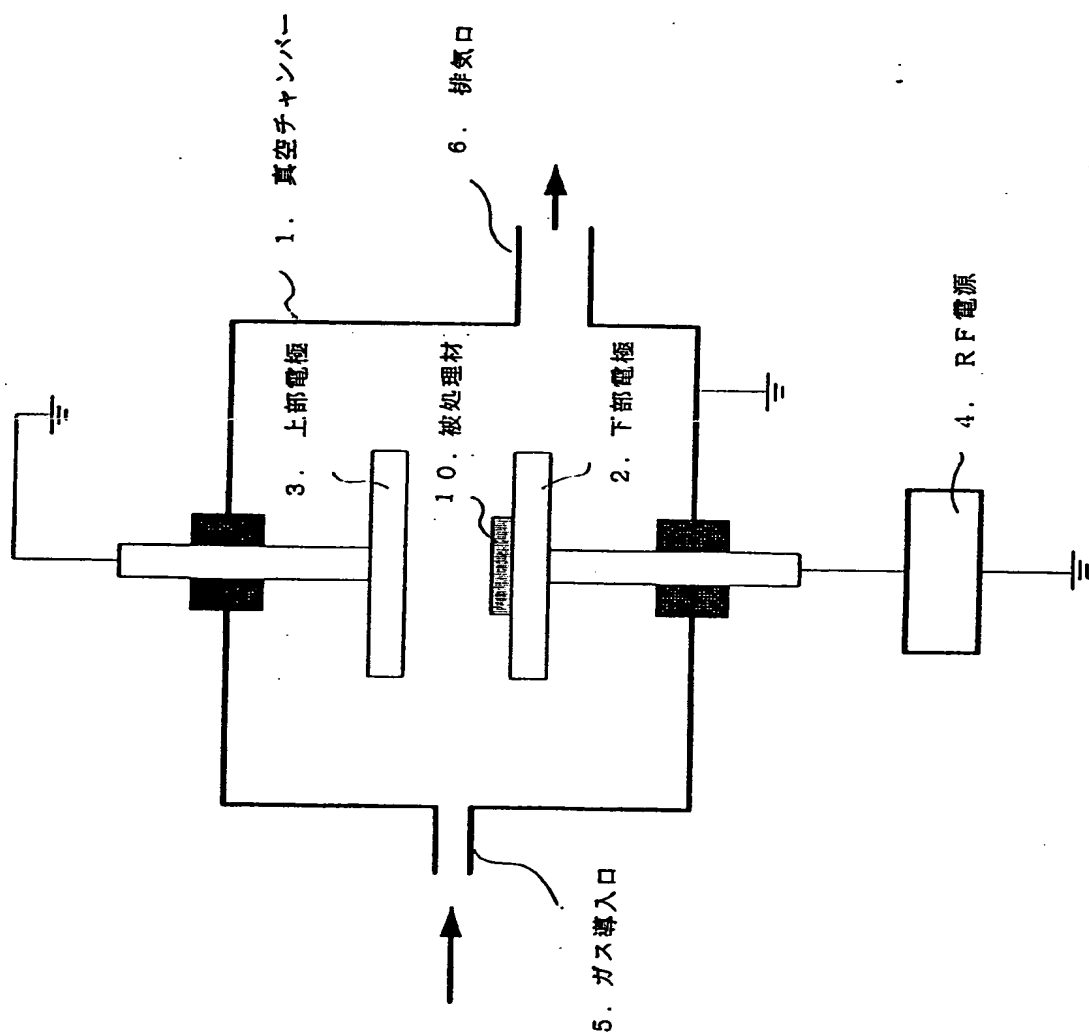 1. 真空チャンバー
6. 排気口
3. 上部電極
10. 被処理材
2. 下部電極
4. RF電源
5. ガス導入口